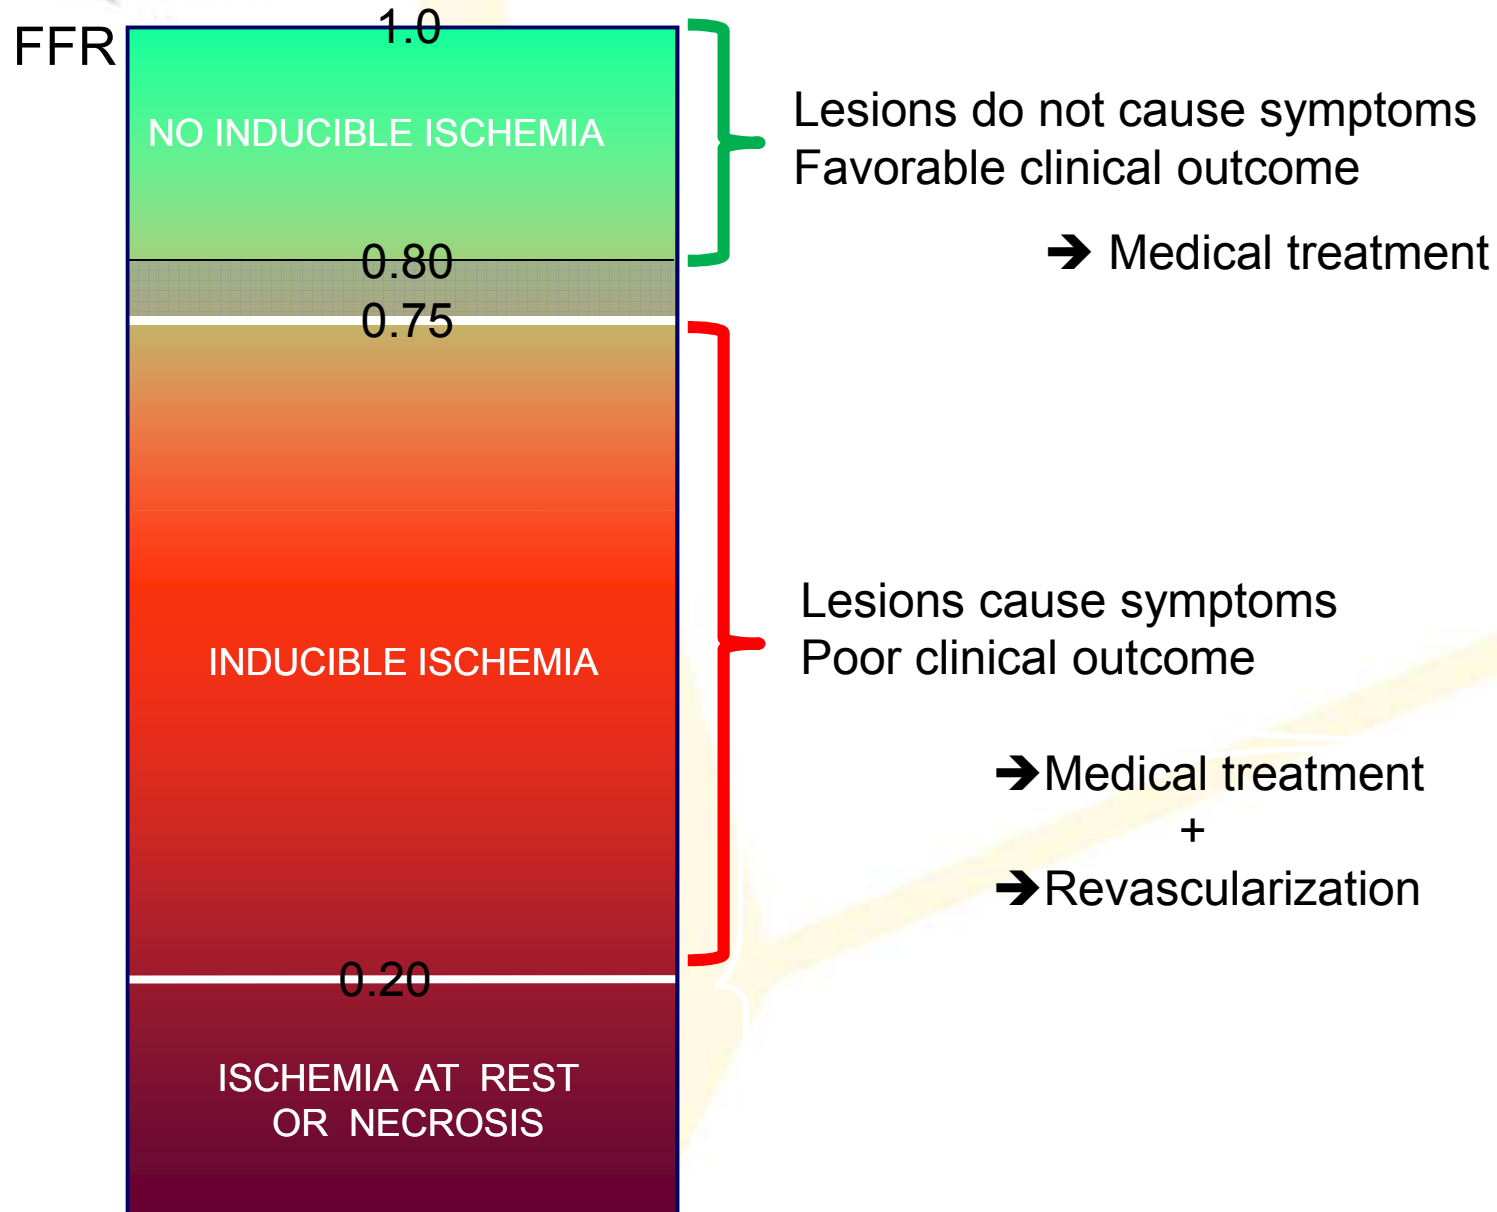 FFR
1.0
NO INDUCIBLE ISCHEMIA
Lesions do not cause symptoms
Favorable clinical outcome
➔ Medical treatment
0.80
0.75
INDUCIBLE ISCHEMIA
Lesions cause symptoms
Poor clinical outcome
➔Medical treatment
+
➔Revascularization
0.20
ISCHEMIA AT REST
OR NECROSIS